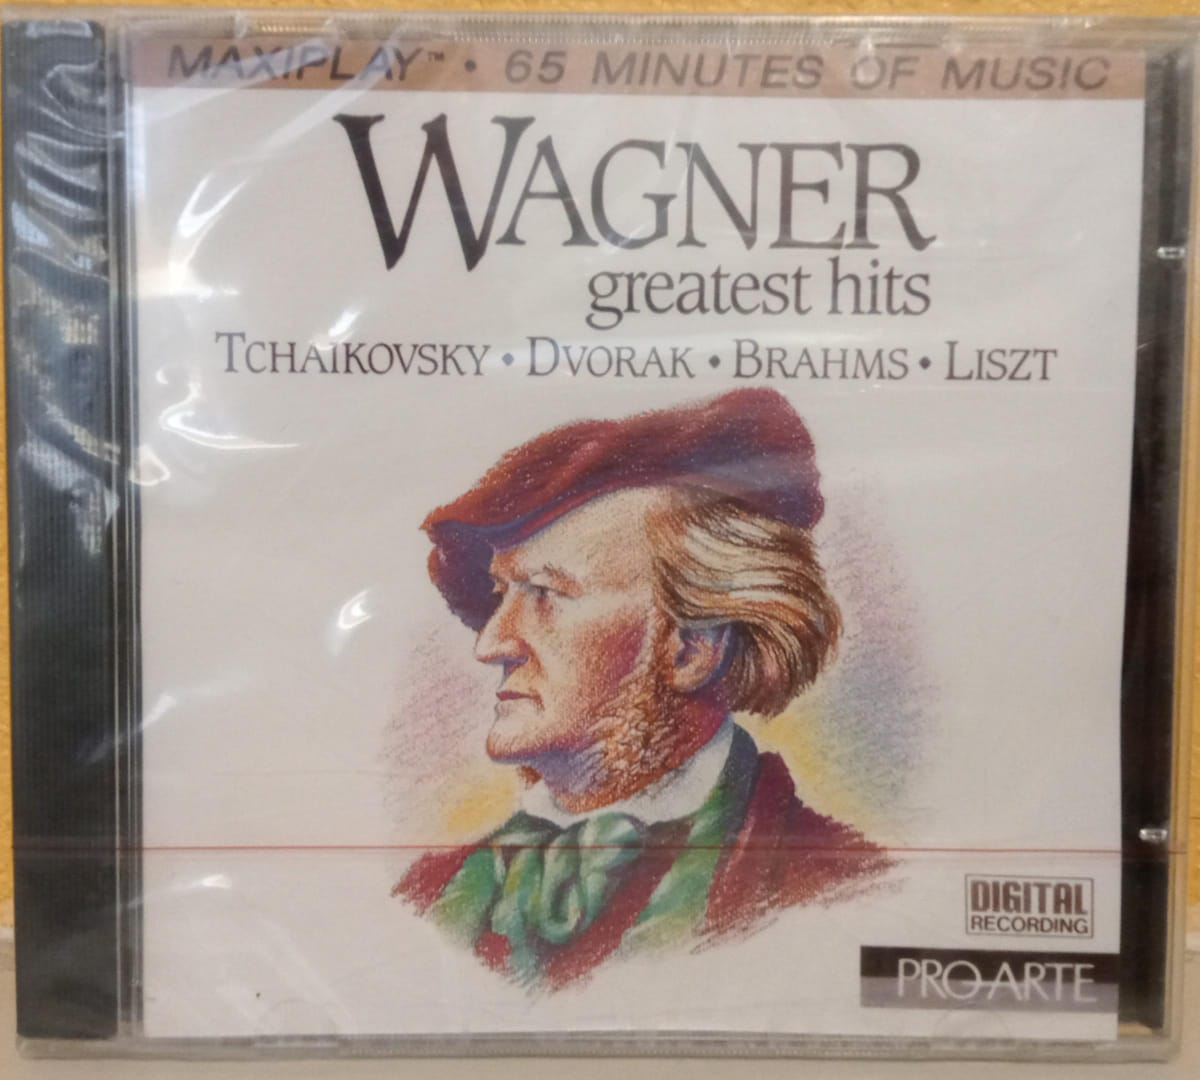 MAXIPLAY™ • 65 MINUTES OF MUSIC
WAGNER
greatest hits
TCHAIKOVSKY • DVORAK • BRAHMS • LISZT
DIGITAL
RECORDING
PRO-ARTE